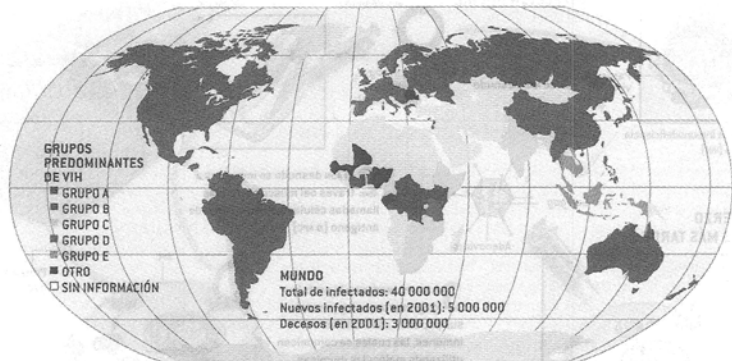 GRUPOS
PREDOMINANTES
DE VIH
GRUPO A
GRUPO B
GRUPO C
GRUPO D
GRUPO E
OTRO
SIN INFORMACIÓN
MUNDO
Total de infectados: 40 000 000
Nuevos infectados (en 2001): 5 000 000
Decesos (en 2001): 3 000 000